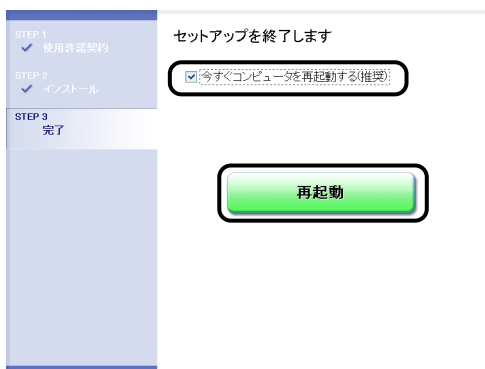 STEP 1
使用許諾契約
STEP 2
インストール
STEP 3
完了
セットアップを終了します
今すぐコンピュータを再起動する(推奨)
再起動